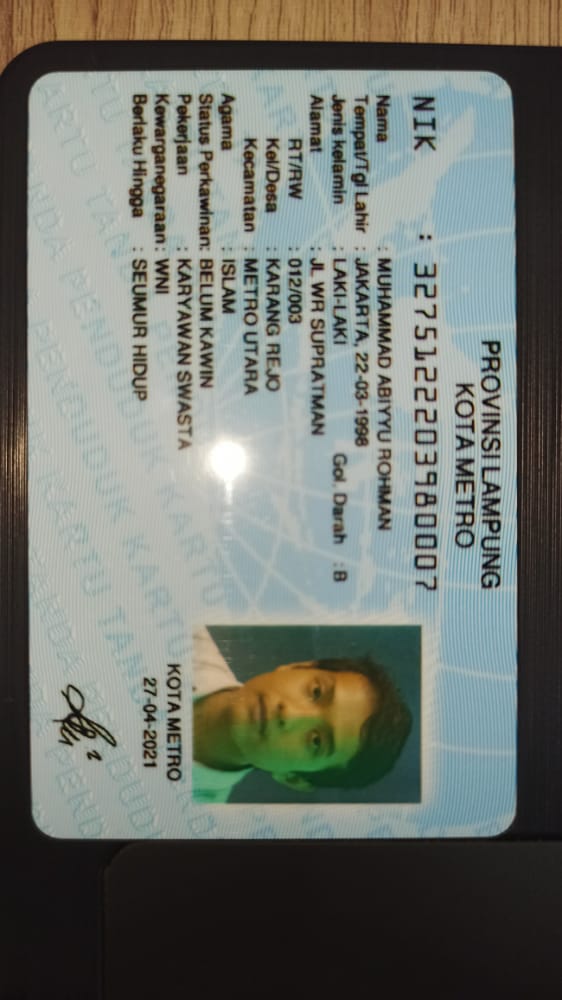 PROVINSI LAMPUNG
KOTA METRO
NIK : 3275122203980007
Nama : MUHAMMAD ABIYYU ROHMAN
Tempat/Tgl Lahir : JAKARTA, 22-03-1998
Jenis kelamin : LAKI-LAKI Gol. Darah : B
Alamat : JL WR SUPRATMAN
RT/RW : 012/003
Kel/Desa : KARANG REJO
Kecamatan : METRO UTARA
Agama : ISLAM
Status Perkawinan: BELUM KAWIN
Pekerjaan : KARYAWAN SWASTA
Kewarganegaraan : WNI
Berlaku Hingga : SEUMUR HIDUP
KOTA METRO
27-04-2021